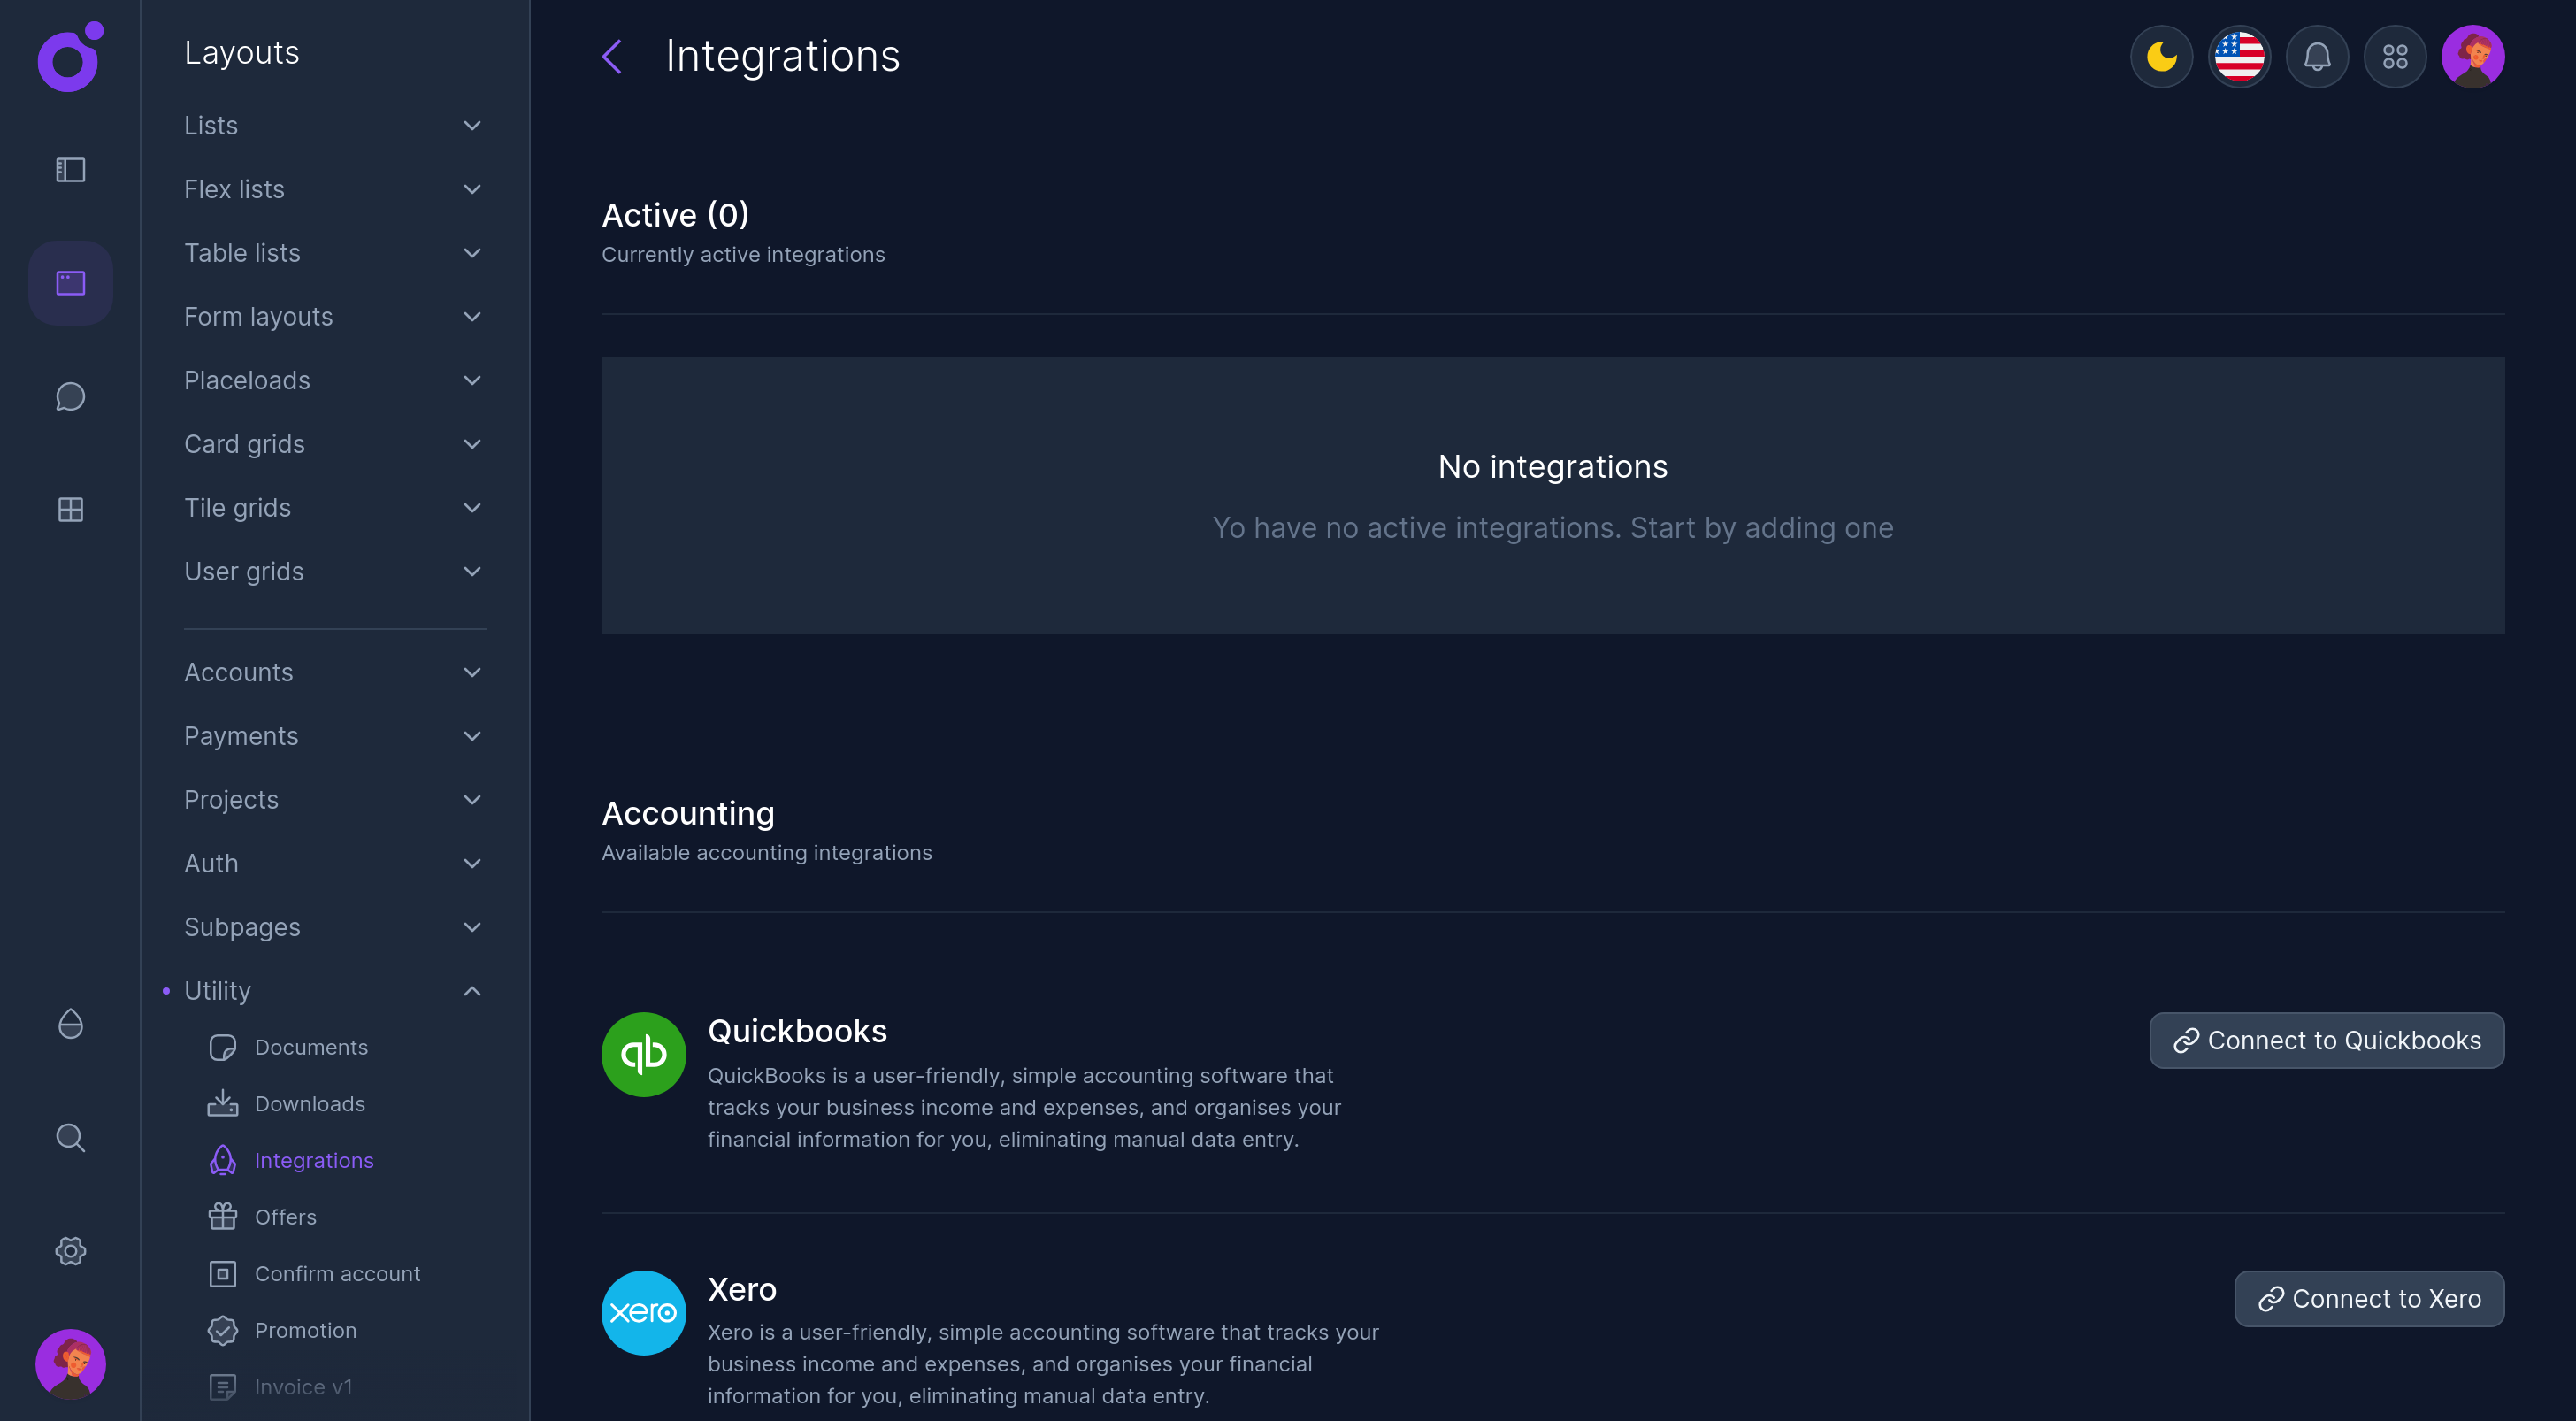 Layouts
Lists
Flex lists
Table lists
Form layouts
Placeloads
Card grids
Tile grids
User grids
Accounts
Payments
Projects
Auth
Subpages
Utility
Documents
Downloads
Integrations
Offers
Confirm account
Promotion
Invoice v1
Integrations
Active (0)
Currently active integrations
No integrations
Yo have no active integrations. Start by adding one
Accounting
Available accounting integrations
qb
Quickbooks
QuickBooks is a user-friendly, simple accounting software that
tracks your business income and expenses, and organises your
financial information for you, eliminating manual data entry.
Connect to Quickbooks
xero
Xero
Xero is a user-friendly, simple accounting software that tracks your
business income and expenses, and organises your financial
information for you, eliminating manual data entry.
Connect to Xero